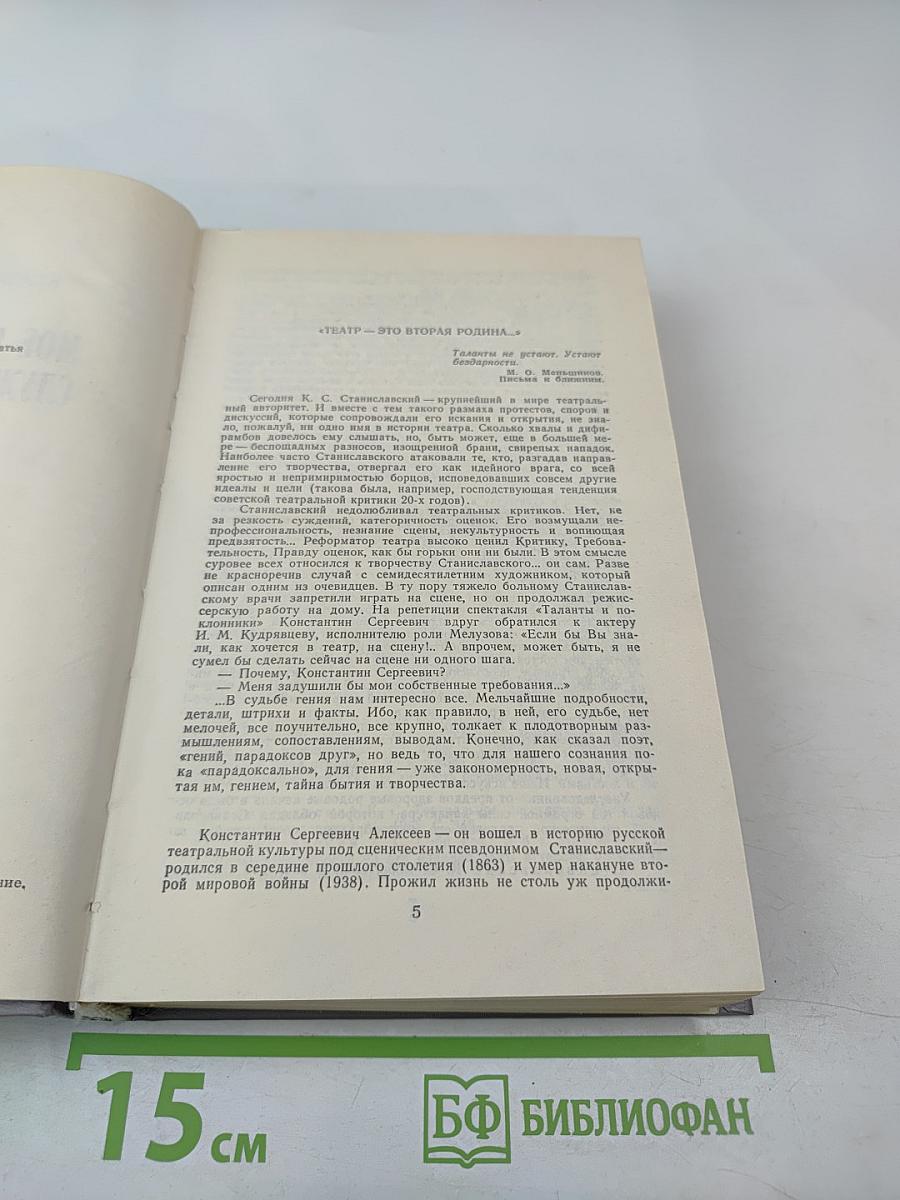 атья
ние,
«ТЕАТР — ЭТО ВТОРАЯ РОДИНА...»
Таланты не устают. Устают
бездарности.
М. О. Меньшиков.
Письма к ближним.
Сегодня К. С. Станиславский — крупнейший в мире театраль-
ный авторитет. И вместе с тем такого размаха протестов, споров и
дискуссий, которые сопровождали его искания и открытия, не зна-
ло, пожалуй, ни одно имя в истории театра. Сколько хвалы и дифи-
рамбов довелось ему слышать, но, быть может, еще в большей ме-
ре — беспощадных разносов, изощренной брани, свирепых нападок.
Наиболее часто Станиславского атаковали те, кто, разгадав направ-
ление его творчества, отвергал его как идейного врага, со всей
яростью и непримиримостью борцов, исповедовавших совсем другие
идеалы и цели (такова была, например, господствующая тенденция
советской театральной критики 20-х годов).
Станиславский недолюбливал театральных критиков. Нет, не
за резкость суждений, категоричность оценок. Его возмущали не-
профессиональность, незнание сцены, некультурность и вопиющая
предвзятость... Реформатор театра высоко ценил Критику, Требова-
тельность, Правду оценок, как бы горьки они ни были. В этом смысле
суровее всех относился к творчеству Станиславского... он сам. Разве
не красноречив случай с семидесятилетним художником, который
описан одним из очевидцев. В ту пору тяжело больному Станислав-
скому врачи запретили играть на сцене, но он продолжал режис-
серскую работу на дому. На репетиции спектакля «Таланты и по-
клонники» Константин Сергеевич вдруг обратился к актеру
И. М. Кудрявцеву, исполнителю роли Мелузова: «Если бы Вы зна-
ли, как хочется в театр, на сцену!.. А впрочем, может быть, я не
сумел бы сделать сейчас на сцене ни одного шага.
— Почему, Константин Сергеевич?
— Меня задушили бы мои собственные требования...»
...В судьбе гения нам интересно все. Мельчайшие подробности,
детали, штрихи и факты. Ибо, как правило, в ней, его судьбе, нет
мелочей, все поучительно, все крупно, толкает к плодотворным раз-
мышлениям, сопоставлениям, выводам. Конечно, как сказал поэт,
«гений, парадоксов друг», но ведь то, что для нашего сознания по-
ка «парадоксально», для гения — уже закономерность, новая, откры-
тая им, гением, тайна бытия и творчества.
Константин Сергеевич Алексеев — он вошел в историю русской
театральной культуры под сценическим псевдонимом Станиславский—
родился в середине прошлого столетия (1863) и умер накануне вто-
рой мировой войны (1938). Прожил жизнь не столь уж продолжи-
5
15 см
БФ БИБЛИОФАН